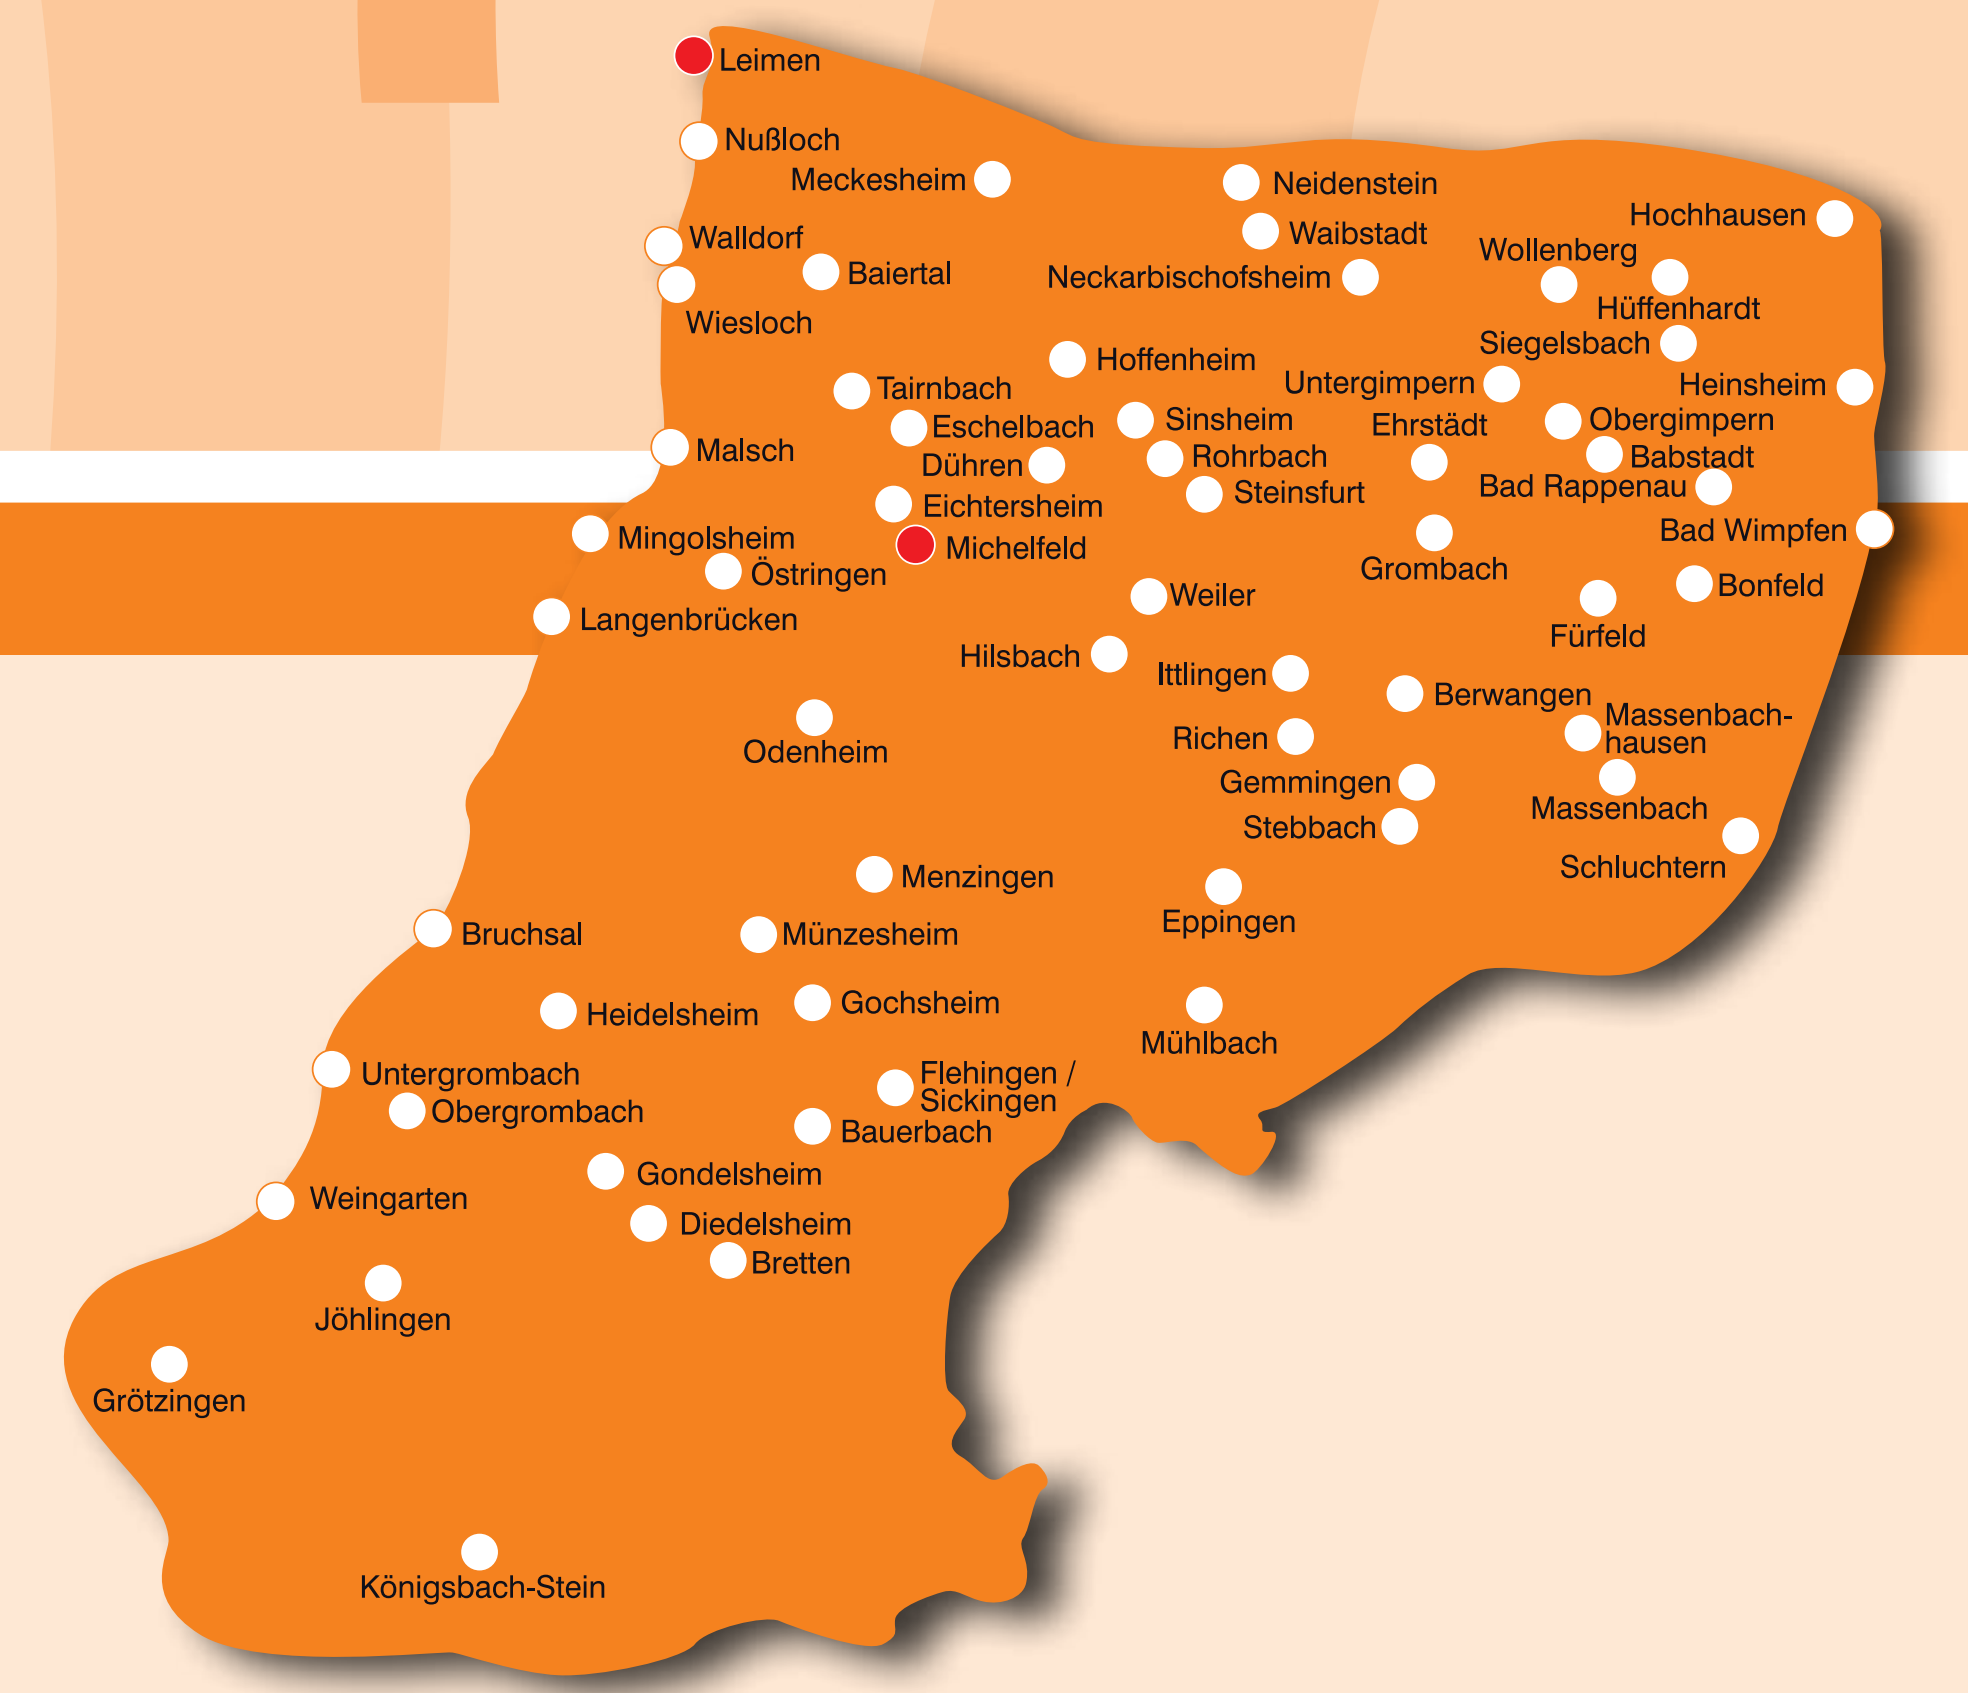 Leimen
Nußloch
Meckesheim
Neidenstein
Hochhausen
Waibstadt
Walldorf
Wollenberg
Baiertal
Neckarbischofsheim
Hüffenhardt
Wiesloch
Siegelsbach
Hoffenheim
Untergimpern
Heinsheim
Tairnbach
Sinsheim
Obergimpern
Ehrstädt
Eschelbach
Malsch
Rohrbach
Babstadt
Dühren
Bad Rappenau
Steinsfurt
Eichtersheim
Bad Wimpfen
Mingolsheim
Michelfeld
Grombach
Östringen
Bonfeld
Weiler
Langenbrücken
Fürfeld
Hilsbach
Ittlingen
Berwangen
Massenbach-
hausen
Richen
Odenheim
Gemmingen
Massenbach
Stebbach
Schluchtern
Menzingen
Eppingen
Bruchsal
Münzesheim
Gochsheim
Heidelsheim
Mühlbach
Untergrombach
Flehingen /
Sickingen
Obergrombach
Bauerbach
Gondelsheim
Weingarten
Diedelsheim
Bretten
Jöhlingen
Grötzingen
Königsbach-Stein